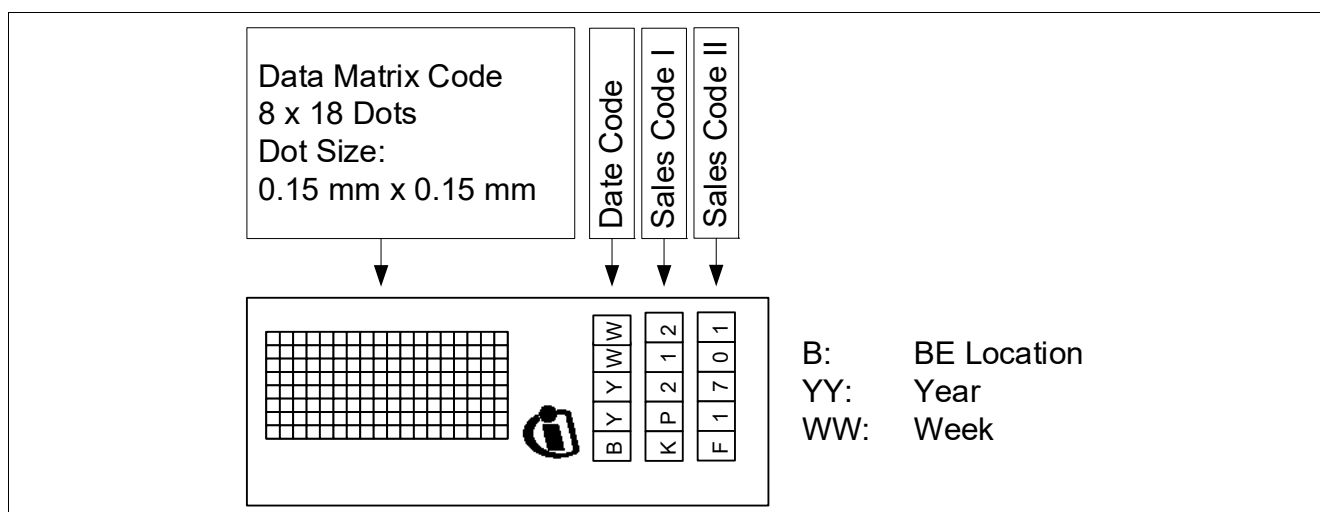 Data Matrix Code
8 x 18 Dots
Dot Size:
0.15 mm x 0.15 mm
Date Code
Sales Code I
Sales Code II
BYYWW
KP212
F1701
B: BE Location
YY: Year
WW: Week